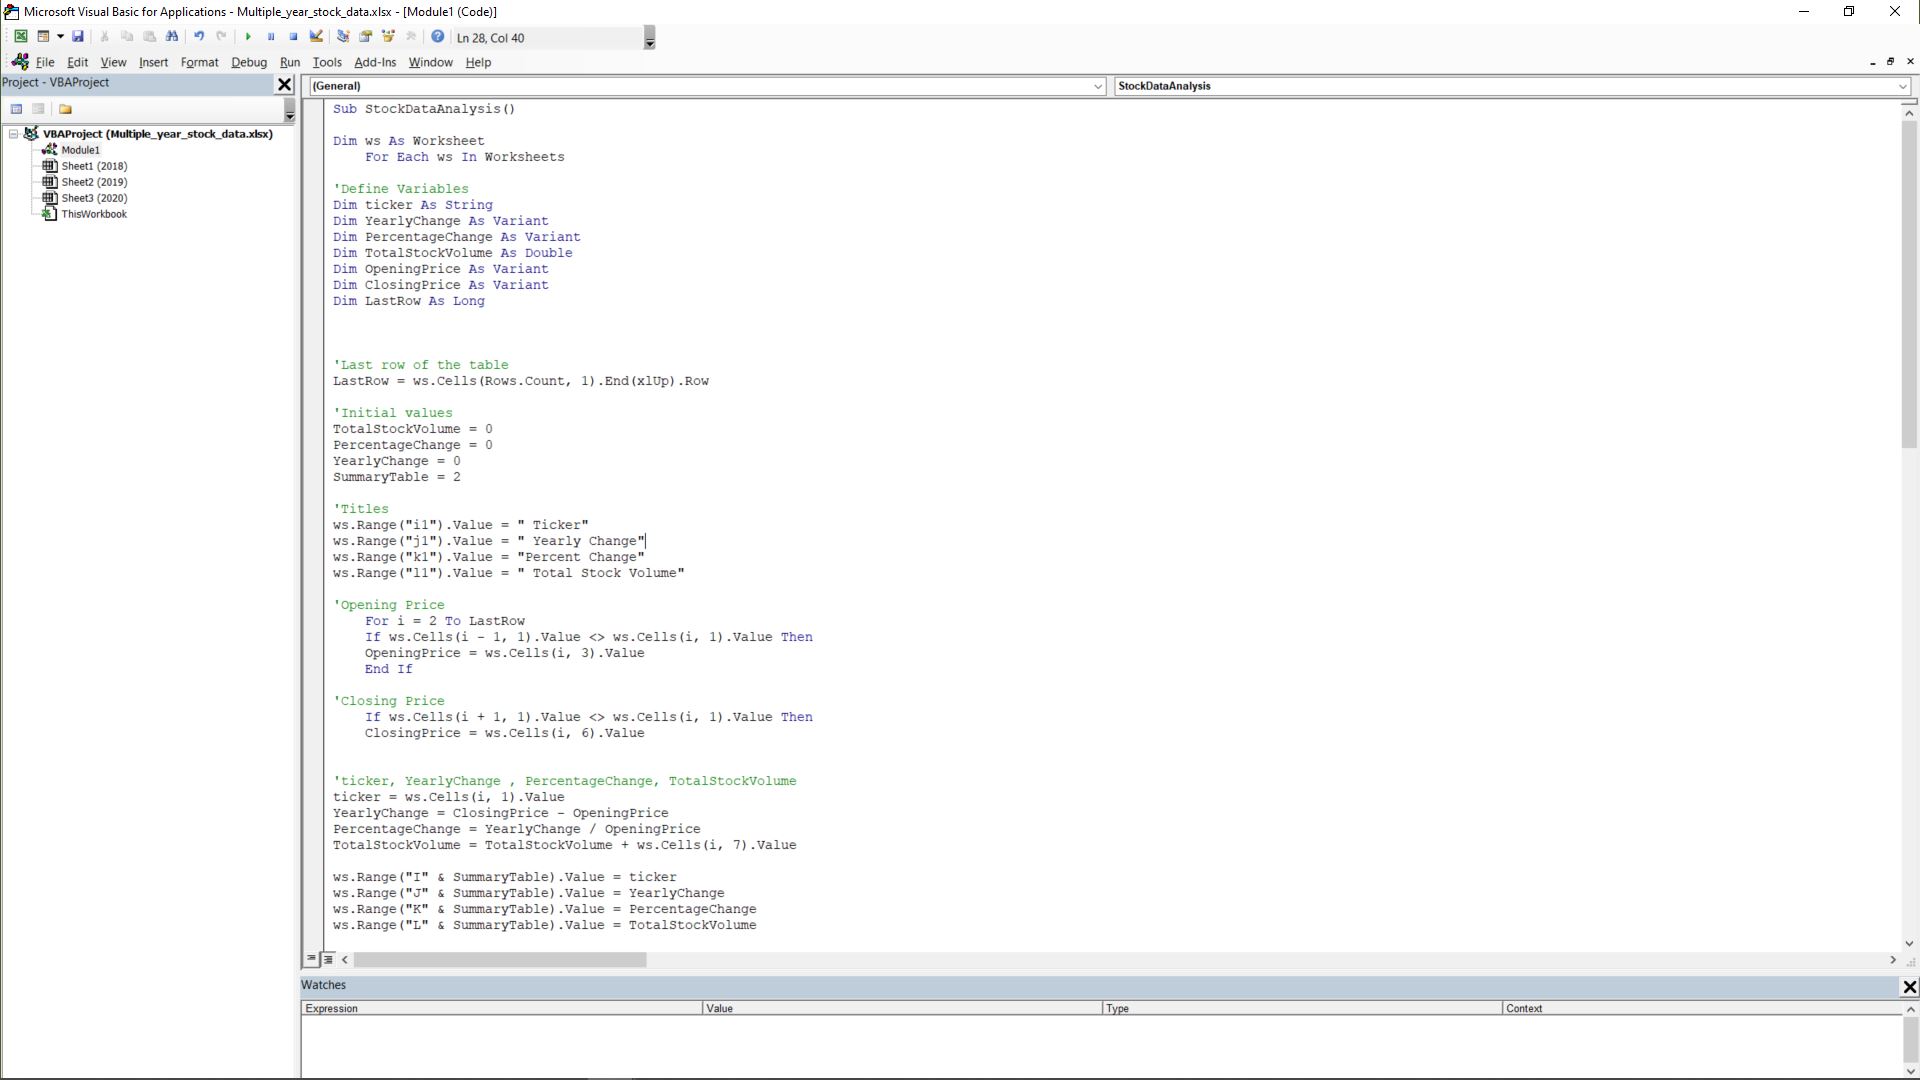 Microsoft Visual Basic for Applications - Multiple_year_stock_data.xlsx - [Module1 (Code)]
Ln 28, Col 40
File Edit View Insert Format Debug Run Tools Add-Ins Window Help
Project - VBAProject
VBAProject (Multiple_year_stock_data.xlsx)
Module1
Sheet1 (2018)
Sheet2 (2019)
Sheet3 (2020)
ThisWorkbook
(General)
StockDataAnalysis
Sub StockDataAnalysis()
Dim ws As Worksheet
For Each ws In Worksheets
'Define Variables
Dim ticker As String
Dim YearlyChange As Variant
Dim PercentageChange As Variant
Dim TotalStockVolume As Double
Dim OpeningPrice As Variant
Dim ClosingPrice As Variant
Dim LastRow As Long
'Last row of the table
LastRow = ws.Cells(Rows.Count, 1).End(xlUp).Row
'Initial values
TotalStockVolume = 0
PercentageChange = 0
YearlyChange = 0
SummaryTable = 2
'Titles
ws.Range("i1").Value = " Ticker"
ws.Range("j1").Value = " Yearly Change"
ws.Range("k1").Value = "Percent Change"
ws.Range("l1").Value = " Total Stock Volume"
'Opening Price
For i = 2 To LastRow
If ws.Cells(i - 1, 1).Value <> ws.Cells(i, 1).Value Then
OpeningPrice = ws.Cells(i, 3).Value
End If
'Closing Price
If ws.Cells(i + 1, 1).Value <> ws.Cells(i, 1).Value Then
ClosingPrice = ws.Cells(i, 6).Value
'ticker, YearlyChange , PercentageChange, TotalStockVolume
ticker = ws.Cells(i, 1).Value
YearlyChange = ClosingPrice - OpeningPrice
PercentageChange = YearlyChange / OpeningPrice
TotalStockVolume = TotalStockVolume + ws.Cells(i, 7).Value
ws.Range("I" & SummaryTable).Value = ticker
ws.Range("J" & SummaryTable).Value = YearlyChange
ws.Range("K" & SummaryTable).Value = PercentageChange
ws.Range("L" & SummaryTable).Value = TotalStockVolume
Watches
Expression Value Type Context